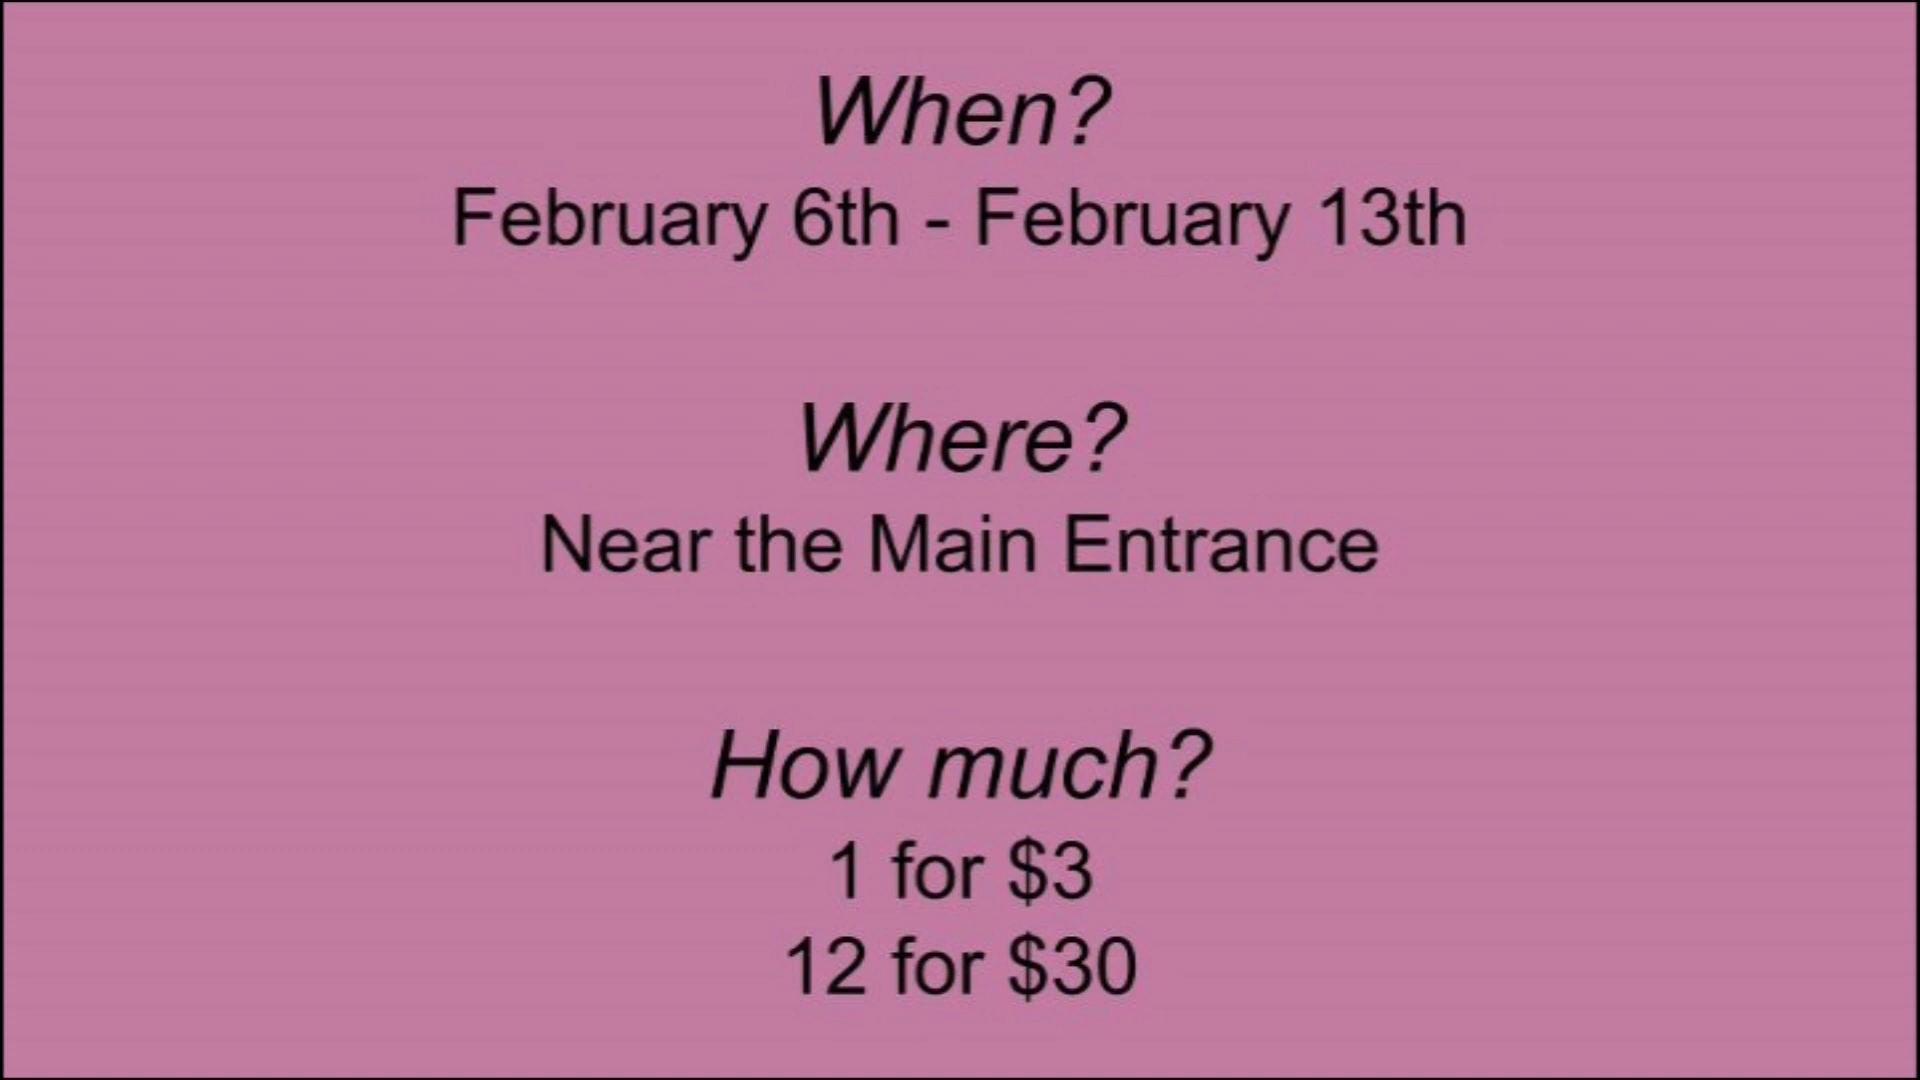 When?
February 6th - February 13th
Where?
Near the Main Entrance
How much?
1 for $3
12 for $30